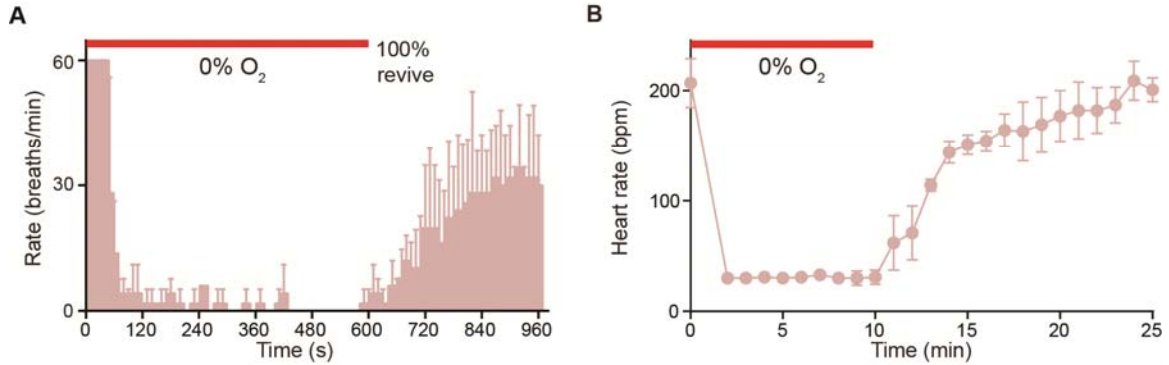 A
0% O2
100%
revive
60
30
0
Rate (breaths/min)
0 120 240 360 480 600 720 840 960
Time (s)
B
0% O2
200
100
0
Heart rate (bpm)
0 5 10 15 20 25
Time (min)